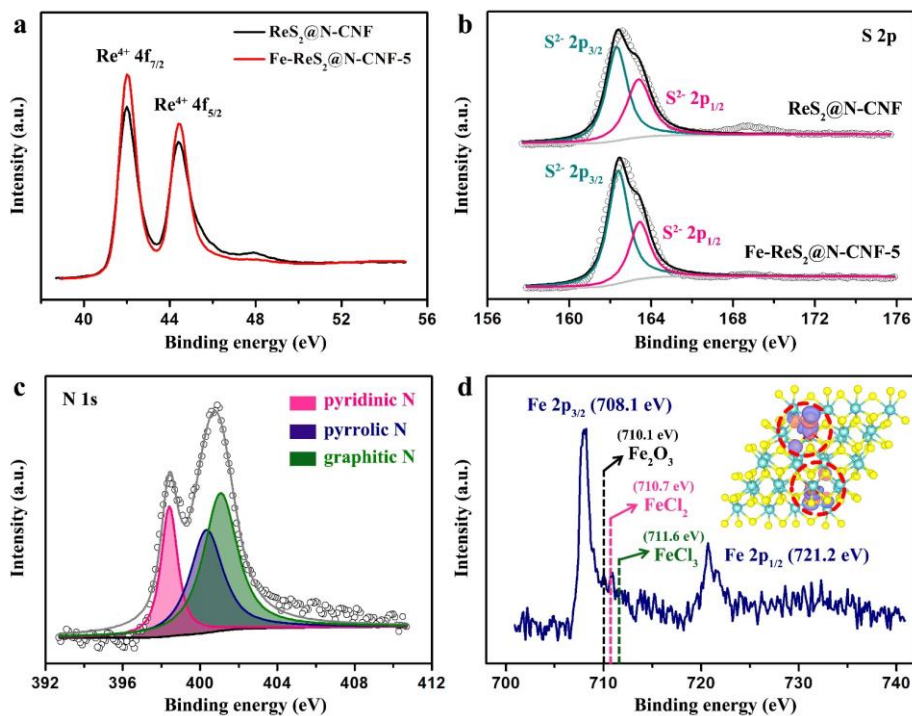 a
ReS₂@N-CNF
Fe-ReS₂@N-CNF-5
Re⁴⁺ 4f₇/₂
Re⁴⁺ 4f₅/₂
Intensity (a.u.)
40 42 44 48 52 56
Binding energy (eV)
b
S 2p
S²⁻ 2p₃/₂
S²⁻ 2p₁/₂
ReS₂@N-CNF
S²⁻ 2p₃/₂
S²⁻ 2p₁/₂
Fe-ReS₂@N-CNF-5
Intensity (a.u.)
156 160 164 168 172 176
Binding energy (eV)
c
N 1s
pyridinic N
pyrrolic N
graphitic N
Intensity (a.u.)
392 396 400 404 408 412
Binding energy (eV)
d
Fe 2p₃/₂ (708.1 eV)
(710.1 eV)
Fe₂O₃
(710.7 eV)
FeCl₂
(711.6 eV)
FeCl₃
Fe 2p₁/₂ (721.2 eV)
Intensity (a.u.)
700 710 720 730 740
Binding energy (eV)